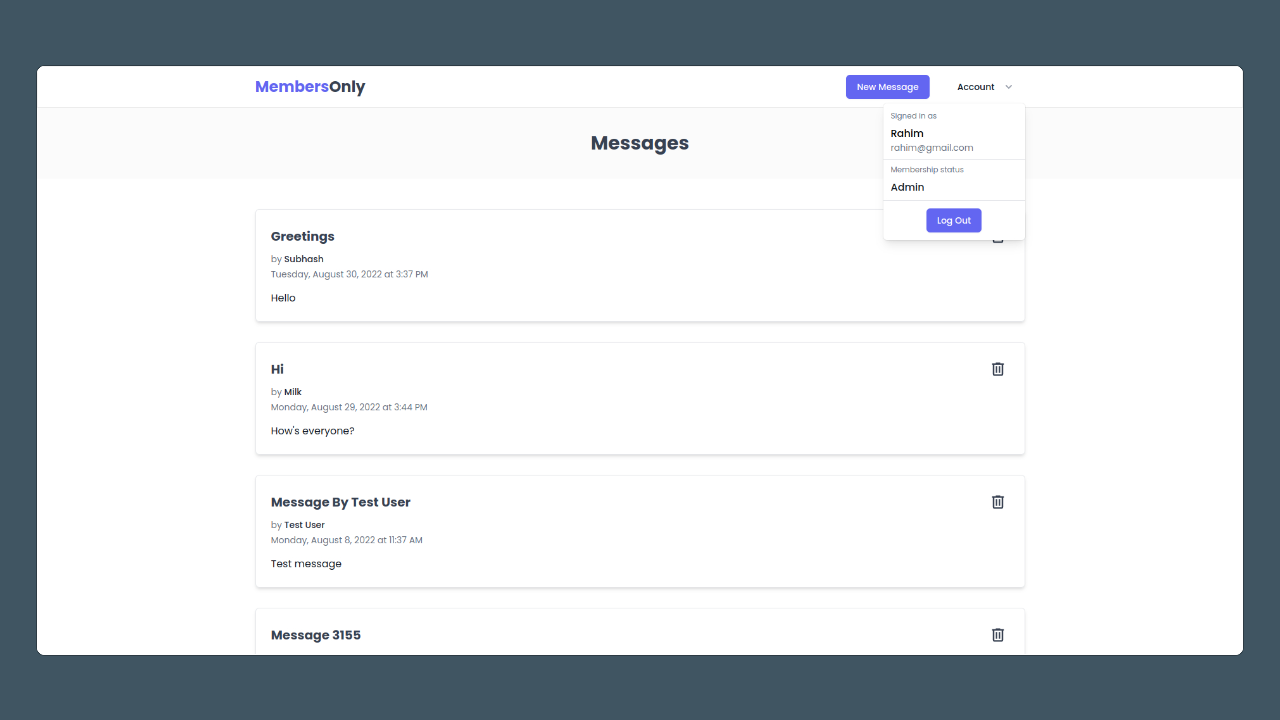 MembersOnly
New Message
Account
Signed in as
Rahim
rahim@gmail.com
Membership status
Admin
Log Out
Messages
Greetings
by Subhash
Tuesday, August 30, 2022 at 3:37 PM
Hello
Hi
by Milk
Monday, August 29, 2022 at 3:44 PM
How's everyone?
Message By Test User
by Test User
Monday, August 8, 2022 at 11:37 AM
Test message
Message 3155